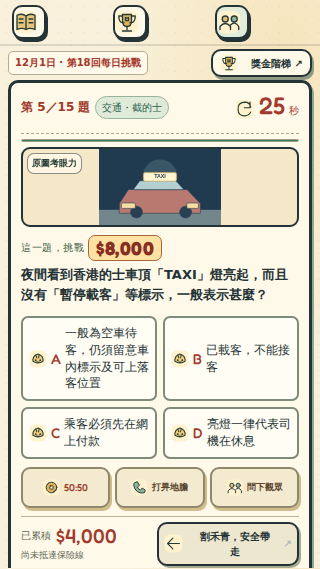 12月1日 · 第18回每日挑戰
獎金階梯 ↗
第 5／15 題
交通 · 截的士
25 秒
原圖考眼力
TAXI
這一題，挑戰 $8,000
夜間看到香港的士車頂「TAXI」燈亮起，而且
沒有「暫停載客」等標示，一般表示甚麼？
A
一般為空車待
客，仍須留意車
內標示及可上落
客位置
B
已載客，不能接
客
C
乘客必須先在網
上付款
D
亮燈一律代表司
機在休息
50:50
打畀地膽
問下觀眾
已累積 $4,000
尚未抵達保險線
割禾青，安全帶
走
↗